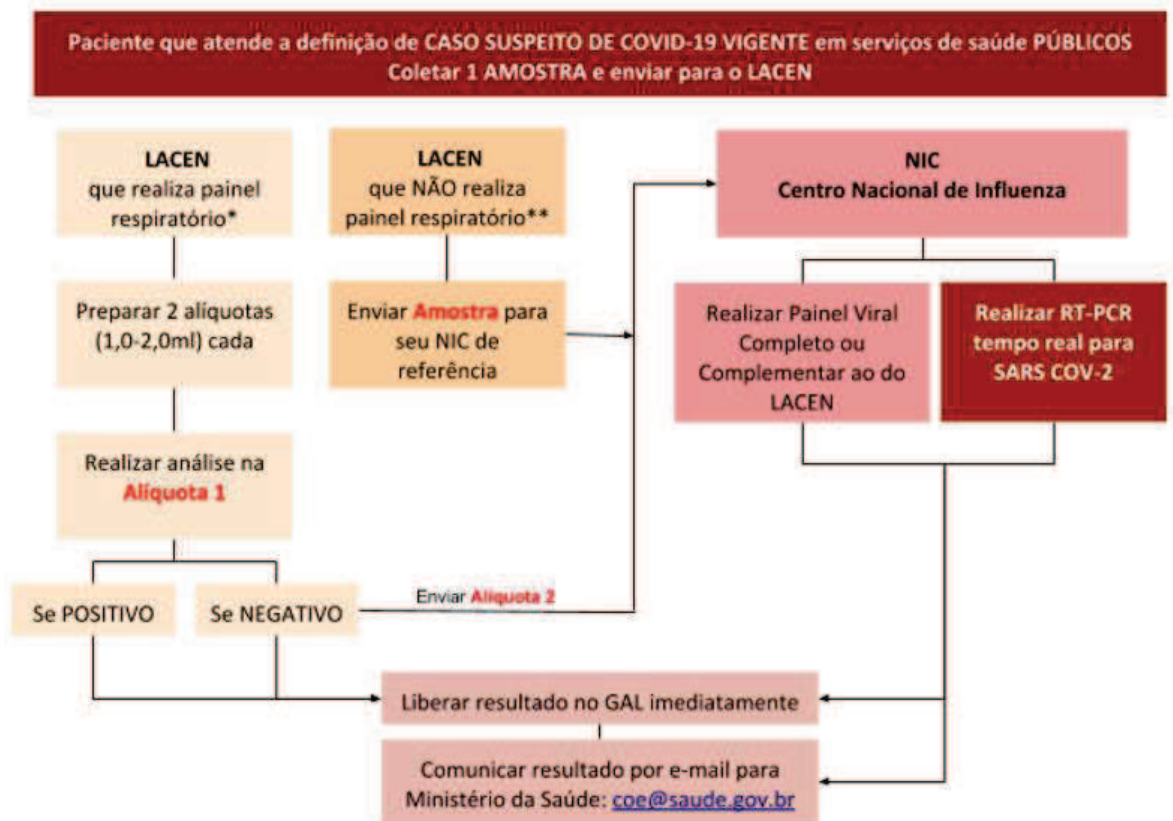 Paciente que atende a definição de CASO SUSPEITO DE COVID-19 VIGENTE em serviços de saúde PÚBLICOS
Coletar 1 AMOSTRA e enviar para o LACEN
LACEN
que realiza painel
respiratório*
LACEN
que NÃO realiza
painel respiratório**
NIC
Centro Nacional de Influenza
Preparar 2 alíquotas
(1,0-2,0ml) cada
Enviar Amostra para
seu NIC de
referência
Realizar Painel Viral
Completo ou
Complementar ao do
LACEN
Realizar RT-PCR
tempo real para
SARS COV-2
Realizar análise na
Alíquota 1
Se POSITIVO
Se NEGATIVO
Enviar Alíquota 2
Liberar resultado no GAL imediatamente
Comunicar resultado por e-mail para
Ministério da Saúde: coe@saude.gov.br